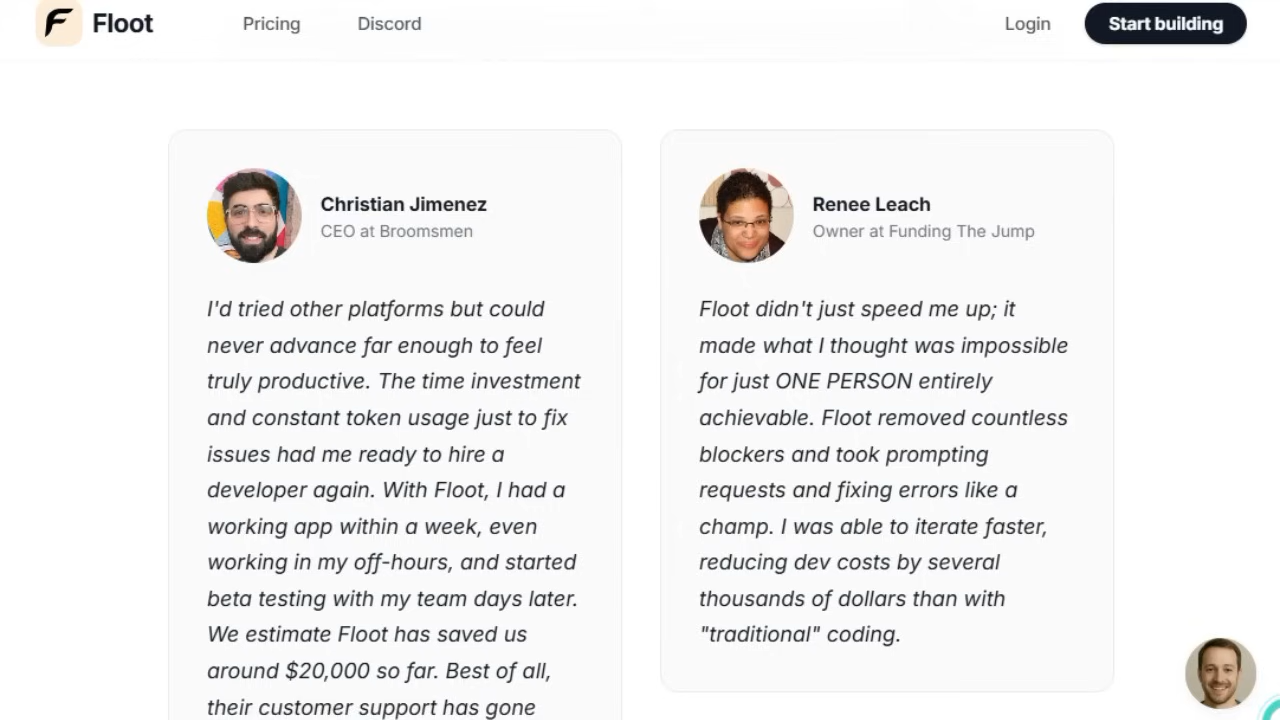 Floot
Pricing
Discord
Login
Start building
Christian Jimenez
CEO at Broomsmen
I'd tried other platforms but could
never advance far enough to feel
truly productive. The time investment
and constant token usage just to fix
issues had me ready to hire a
developer again. With Floot, I had a
working app within a week, even
working in my off-hours, and started
beta testing with my team days later.
We estimate Floot has saved us
around $20,000 so far. Best of all,
their customer support has gone
Renee Leach
Owner at Funding The Jump
Floot didn't just speed me up; it
made what I thought was impossible
for just ONE PERSON entirely
achievable. Floot removed countless
blockers and took prompting
requests and fixing errors like a
champ. I was able to iterate faster,
reducing dev costs by several
thousands of dollars than with
"traditional" coding.